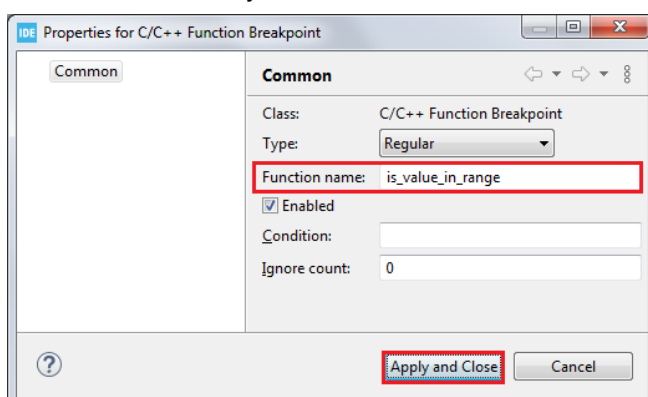 IDE Properties for C/C++ Function Breakpoint
Common
Common
Class: C/C++ Function Breakpoint
Type: Regular
Function name: is_value_in_range
Enabled
Condition:
Ignore count: 0
?
Apply and Close Cancel